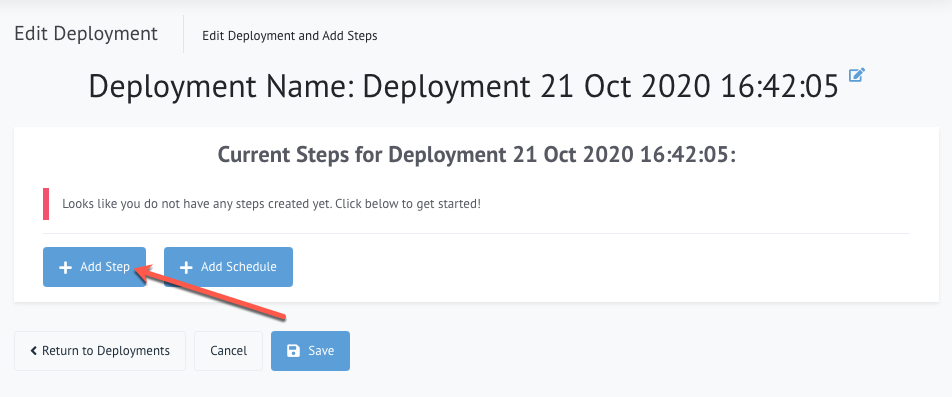 Edit Deployment
Edit Deployment and Add Steps
Deployment Name: Deployment 21 Oct 2020 16:42:05
Current Steps for Deployment 21 Oct 2020 16:42:05:
Looks like you do not have any steps created yet. Click below to get started!
Add Step
Add Schedule
Return to Deployments
Cancel
Save